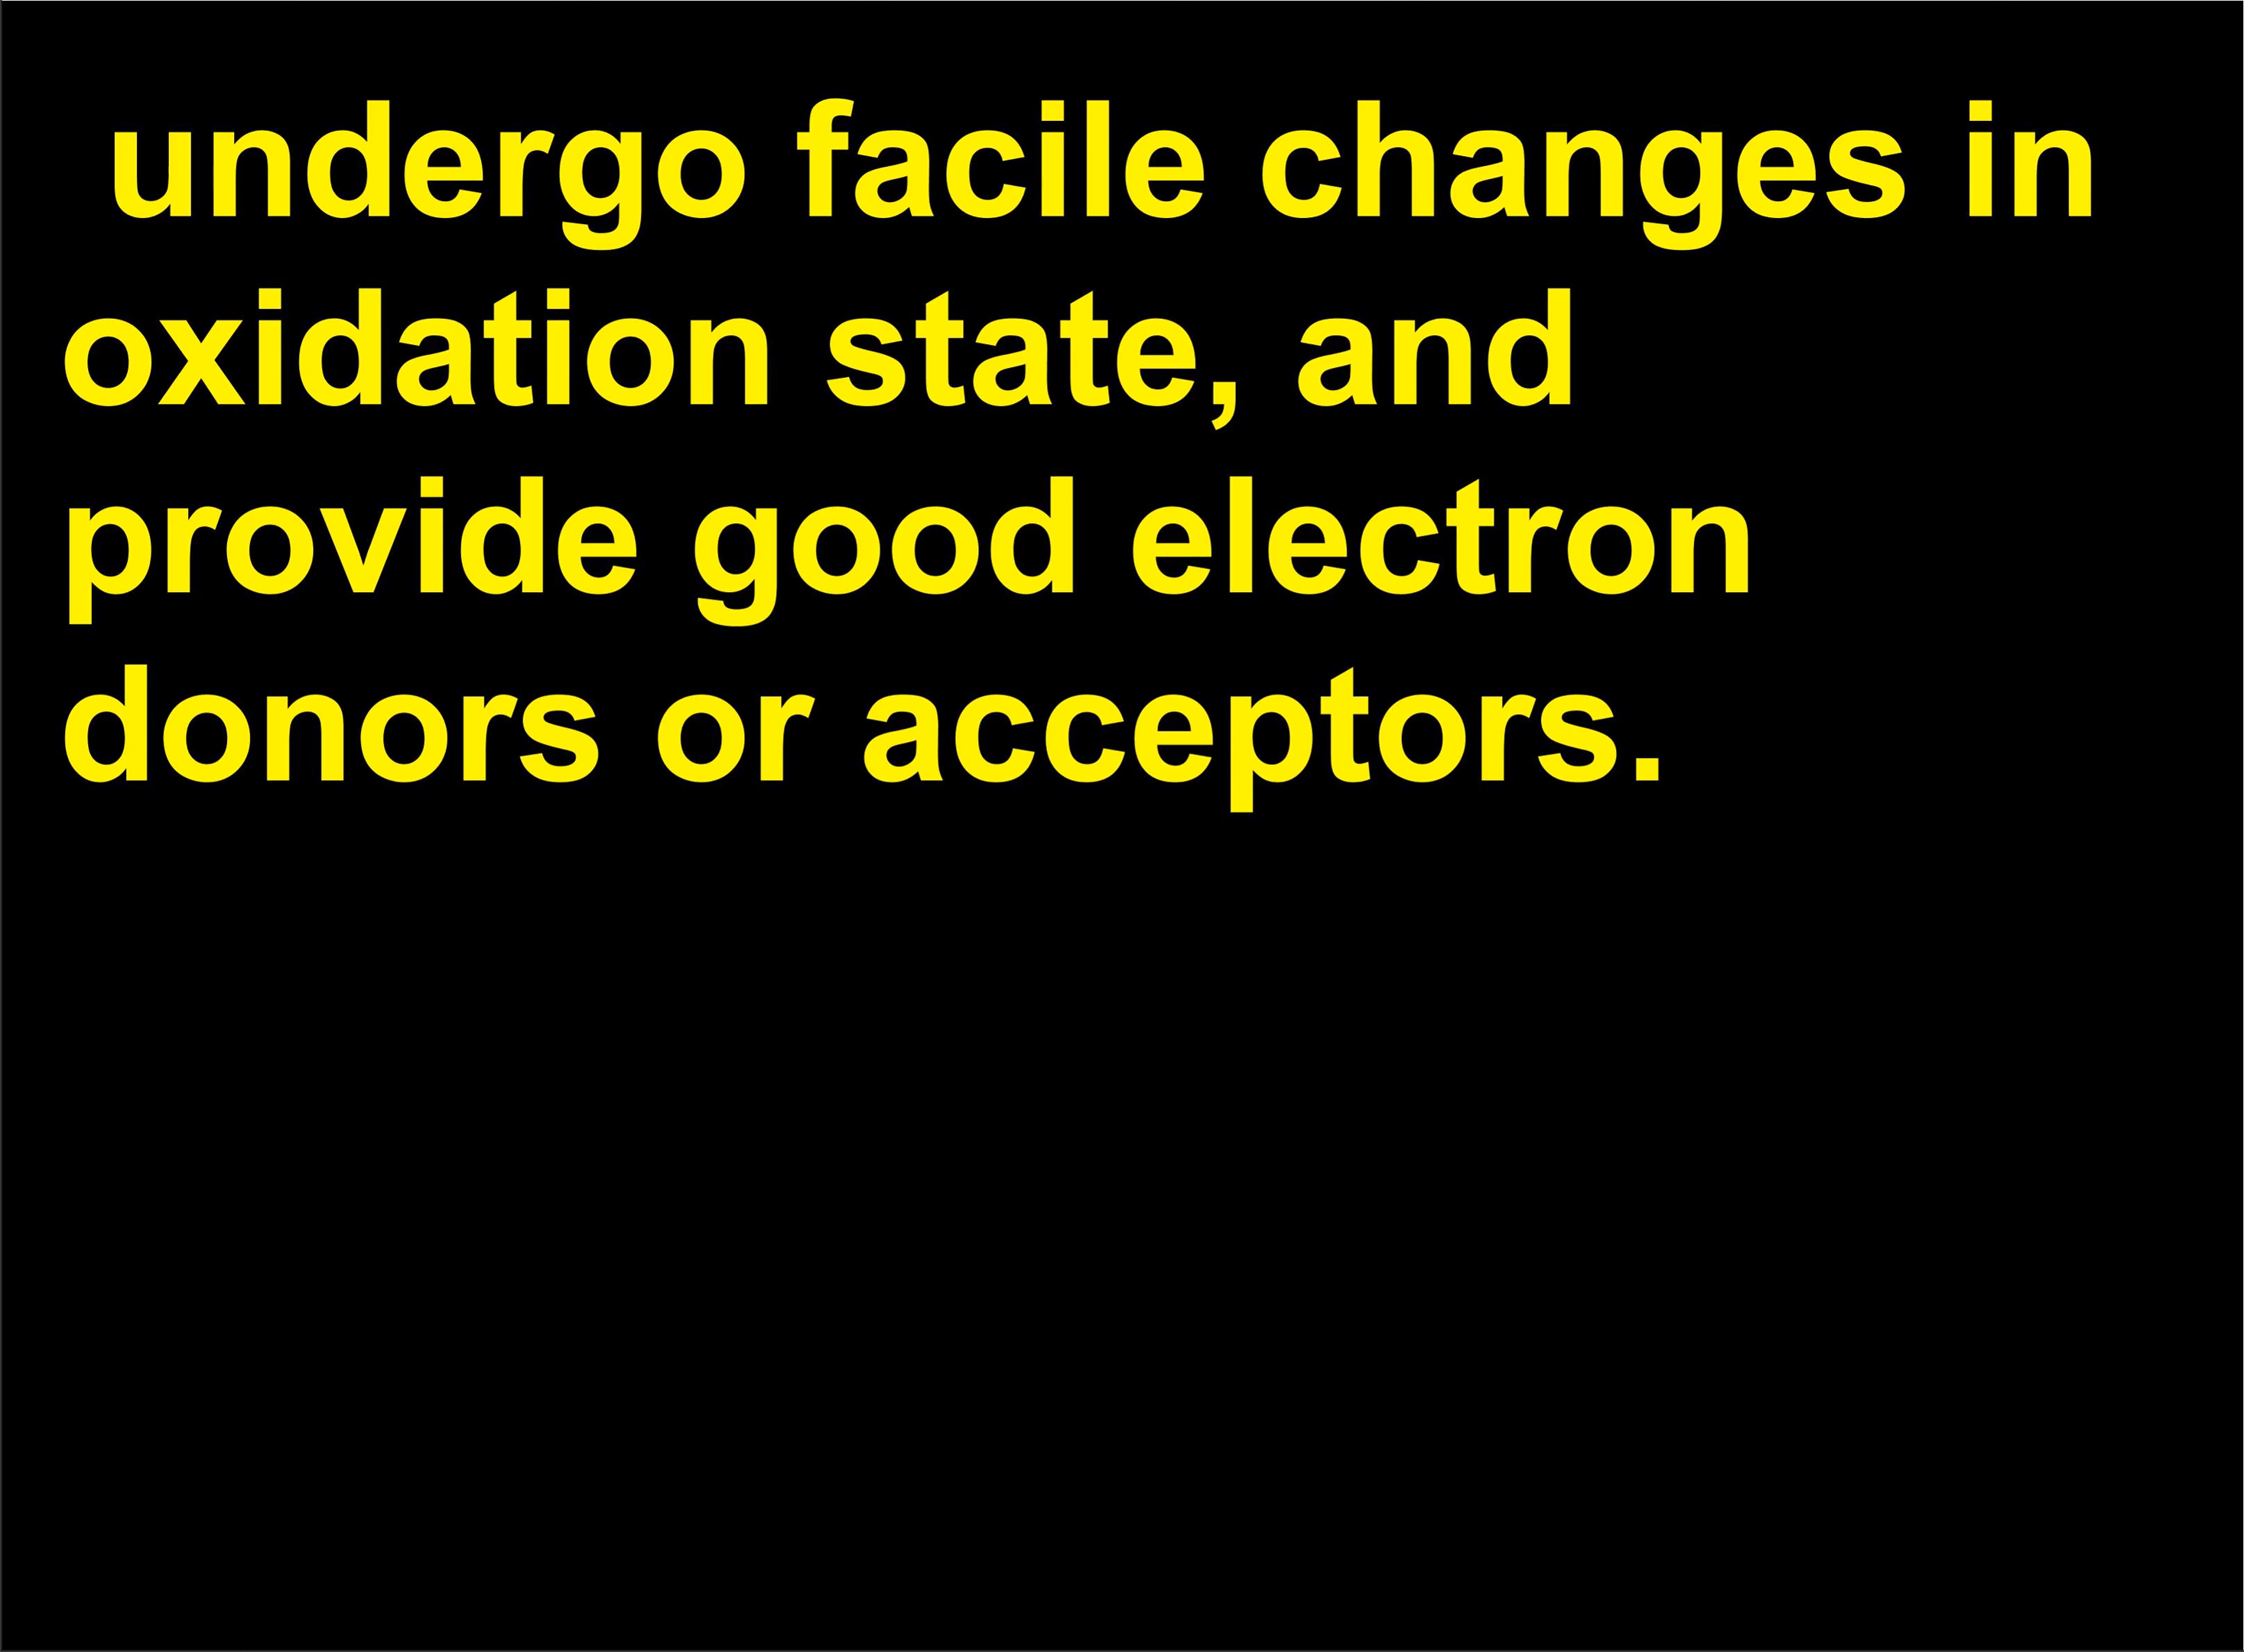 undergo facile changes in
oxidation state, and
provide good electron
donors or acceptors.